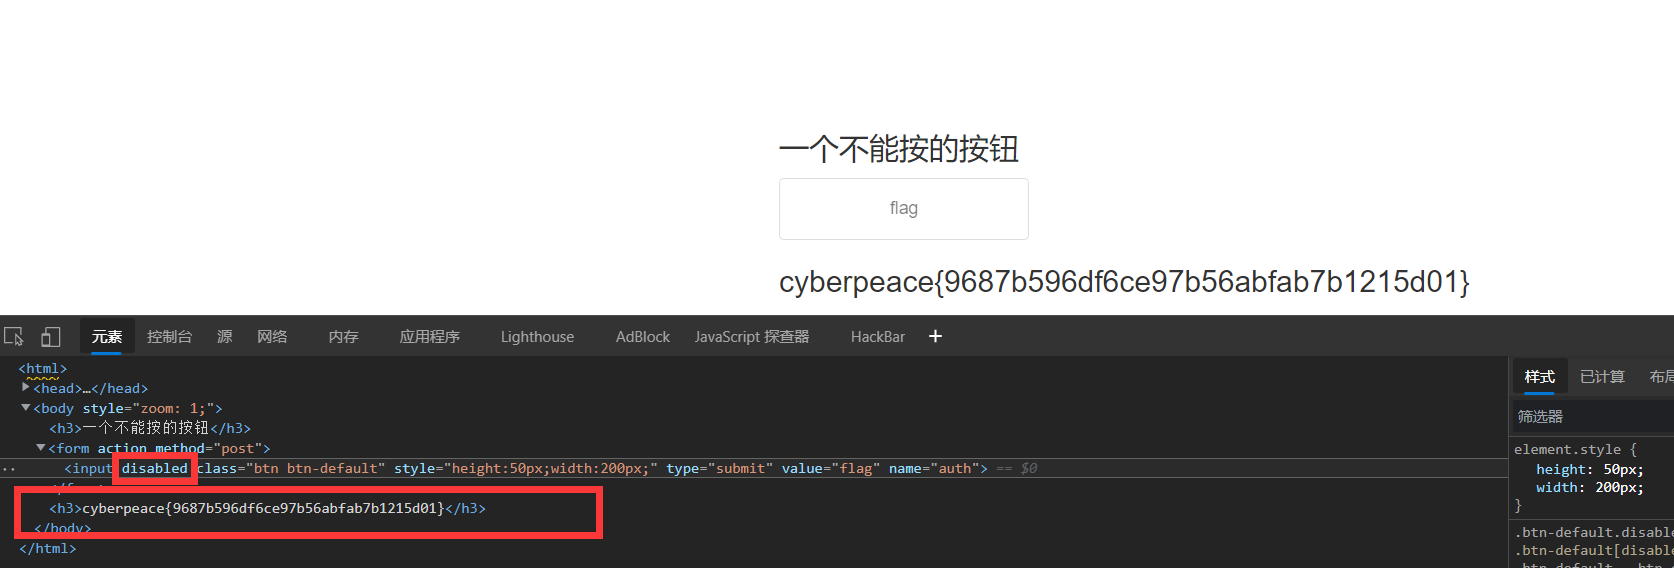 一个不能按的按钮
flag
cyberpeace{9687b596df6ce97b56abfab7b1215d01}
元素 控制台 源 网络 内存 应用程序 Lighthouse AdBlock JavaScript 探查器 HackBar +
<html>
<head>…</head>
<body style="zoom: 1;">
<h3>一个不能按的按钮</h3>
<form action method="post">
<input disabled class="btn btn-default" style="height:50px;width:200px;" type="submit" value="flag" name="auth"> == $0
<h3>cyberpeace{9687b596df6ce97b56abfab7b1215d01}</h3>
</body>
</html>
样式 已计算 布局
筛选器
element.style {
height: 50px;
width: 200px;
}
.btn-default.disable
.btn-default[disable